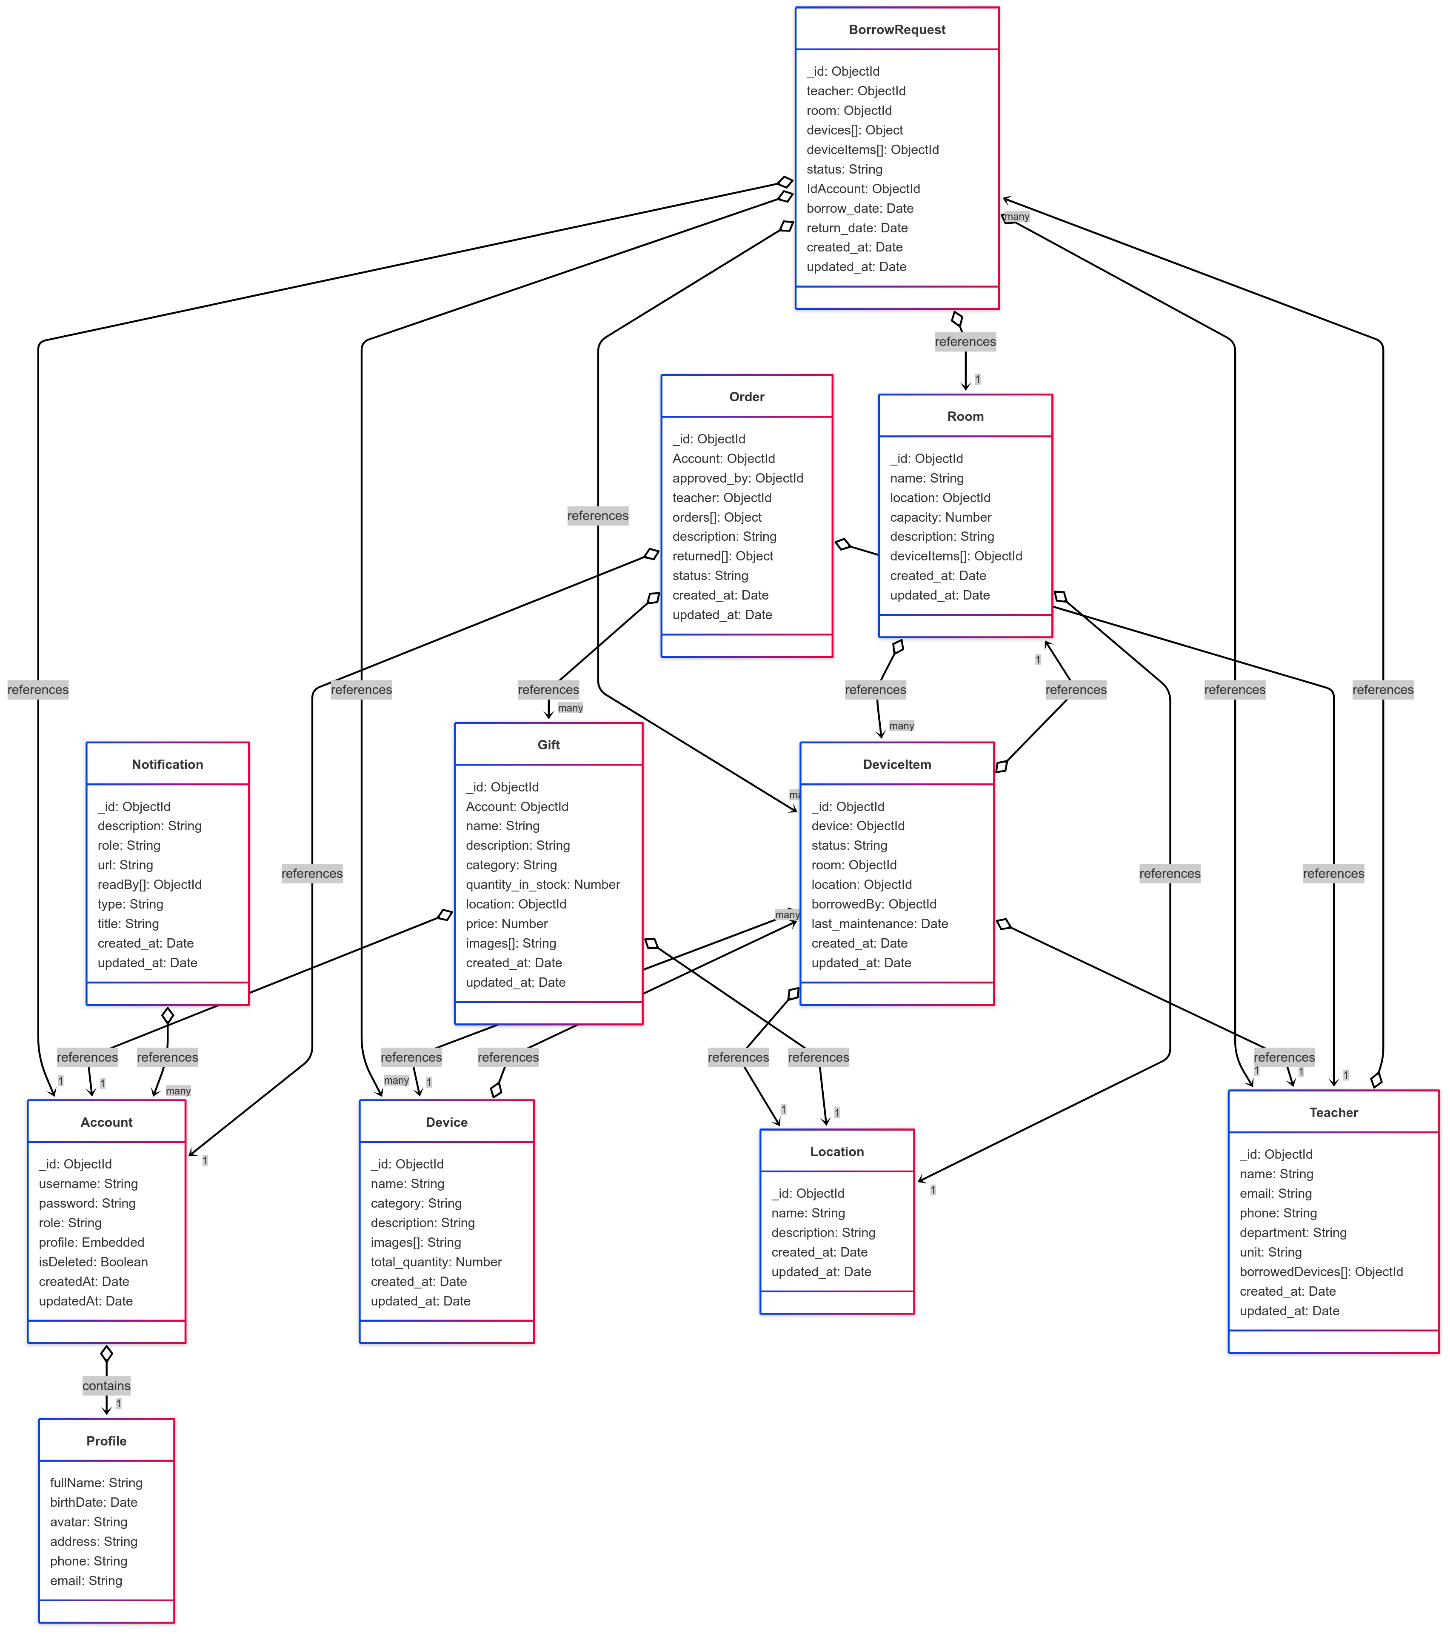 BorrowRequest
_id: ObjectId
teacher: ObjectId
room: ObjectId
devices[]: Object
deviceItems[]: ObjectId
status: String
IdAccount: ObjectId
borrow_date: Date
return_date: Date
created_at: Date
updated_at: Date
many
references
1
Order
_id: ObjectId
Account: ObjectId
approved_by: ObjectId
teacher: ObjectId
orders[]: Object
description: String
returned[]: Object
status: String
created_at: Date
updated_at: Date
Room
_id: ObjectId
name: String
location: ObjectId
capacity: Number
description: String
deviceItems[]: ObjectId
created_at: Date
updated_at: Date
references
1
references
references
references
many
references
many
references
references
references
Notification
_id: ObjectId
description: String
role: String
url: String
readBy[]: ObjectId
type: String
title: String
created_at: Date
updated_at: Date
Gift
_id: ObjectId
Account: ObjectId
name: String
description: String
category: String
quantity_in_stock: Number
location: ObjectId
price: Number
images[]: String
created_at: Date
updated_at: Date
DeviceItem
_id: ObjectId
device: ObjectId
status: String
room: ObjectId
location: ObjectId
borrowedBy: ObjectId
last_maintenance: Date
created_at: Date
updated_at: Date
references
many
references
references
references
references
1
1
many
references
references
many
1
references
references
1
1
references
1
1
1
Account
_id: ObjectId
username: String
password: String
role: String
profile: Embedded
isDeleted: Boolean
createdAt: Date
updatedAt: Date
1
Device
_id: ObjectId
name: String
category: String
description: String
images[]: String
total_quantity: Number
created_at: Date
updated_at: Date
Location
_id: ObjectId
name: String
description: String
created_at: Date
updated_at: Date
1
Teacher
_id: ObjectId
name: String
email: String
phone: String
department: String
unit: String
borrowedDevices[]: ObjectId
created_at: Date
updated_at: Date
contains
1
Profile
fullName: String
birthDate: Date
avatar: String
address: String
phone: String
email: String